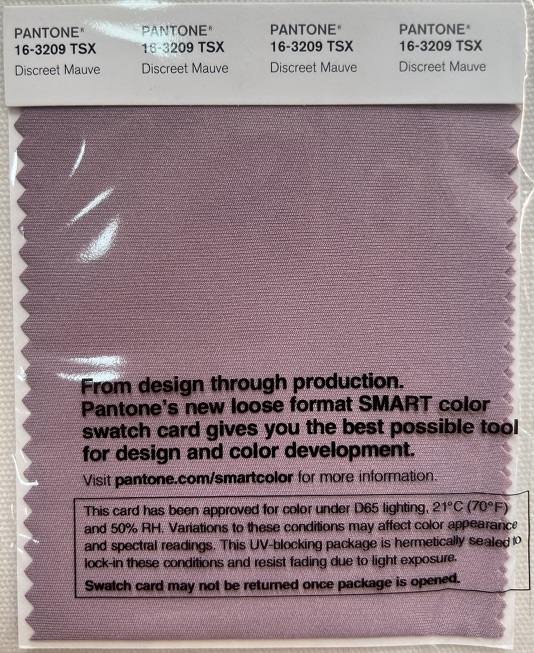 PANTONE® PANTONE® PANTONE® PANTONE®
16-3209 TSX 16-3209 TSX 16-3209 TSX 16-3209 TSX
Discreet Mauve Discreet Mauve Discreet Mauve Discreet Mauve
From design through production.
Pantone's new loose format SMART color
swatch card gives you the best possible tool
for design and color development.
Visit pantone.com/smartcolor for more information.
This card has been approved for color under D65 lighting, 21°C (70°F)
and 50% RH. Variations to these conditions may affect color appearance
and spectral readings. This UV-blocking package is hermetically sealed to
lock-in these conditions and resist fading due to light exposure.
Swatch card may not be returned once package is opened.